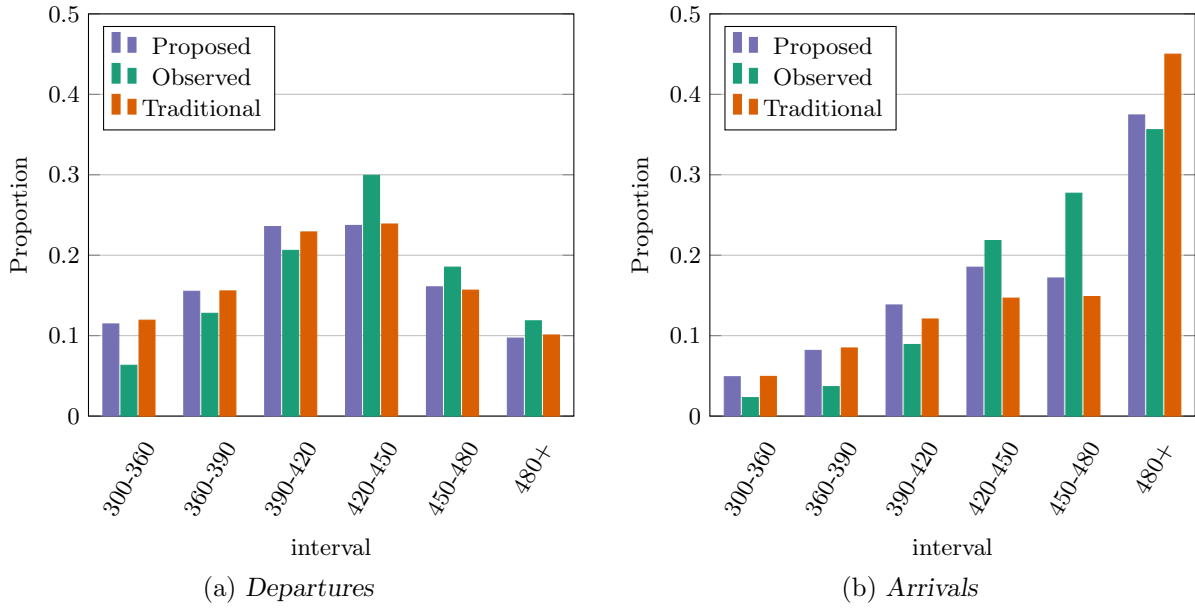 0.5
0.4
0.3
0.2
0.1
0
Proportion
Proposed
Observed
Traditional
300-360
360-390
390-420
420-450
450-480
480+
interval
(a) Departures
0.5
0.4
0.3
0.2
0.1
0
Proportion
Proposed
Observed
Traditional
300-360
360-390
390-420
420-450
450-480
480+
interval
(b) Arrivals